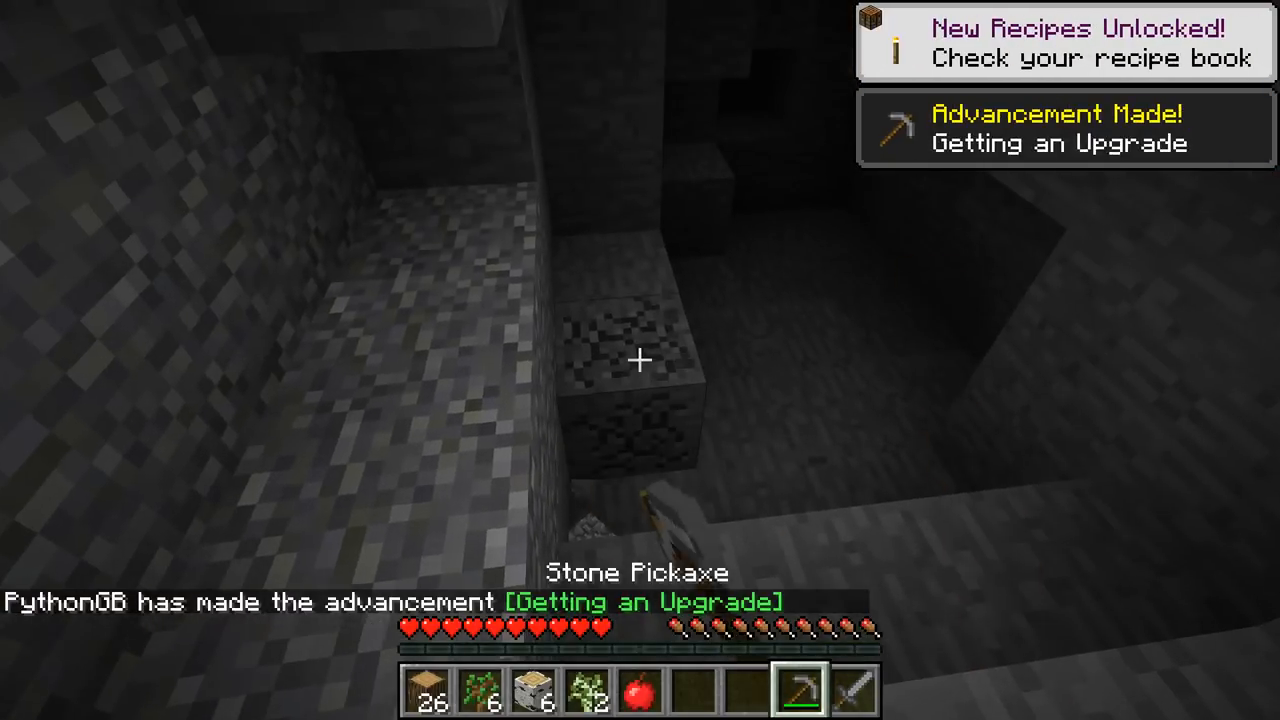 New Recipes Unlocked!
Check your recipe book
Advancement Made!
Getting an Upgrade
Stone Pickaxe
PythonGB has made the advancement [Getting an Upgrade]
26 6 6 2